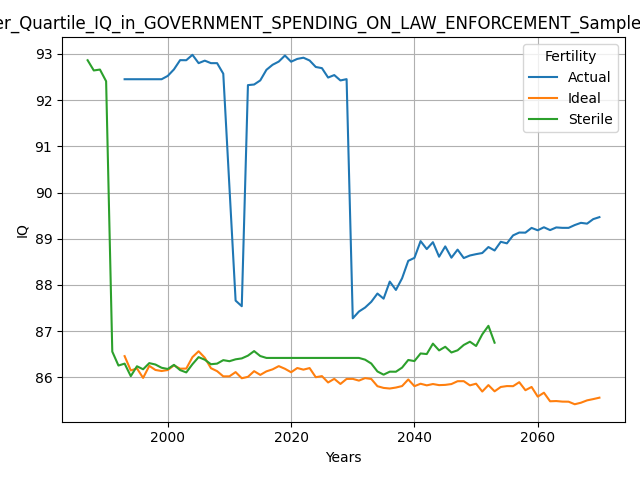 er_Quartile_IQ_in_GOVERNMENT_SPENDING_ON_LAW_ENFORCEMENT_Sample
Fertility
Actual
Ideal
Sterile
93
92
91
90
89
88
87
86
IQ
2000 2020 2040 2060
Years